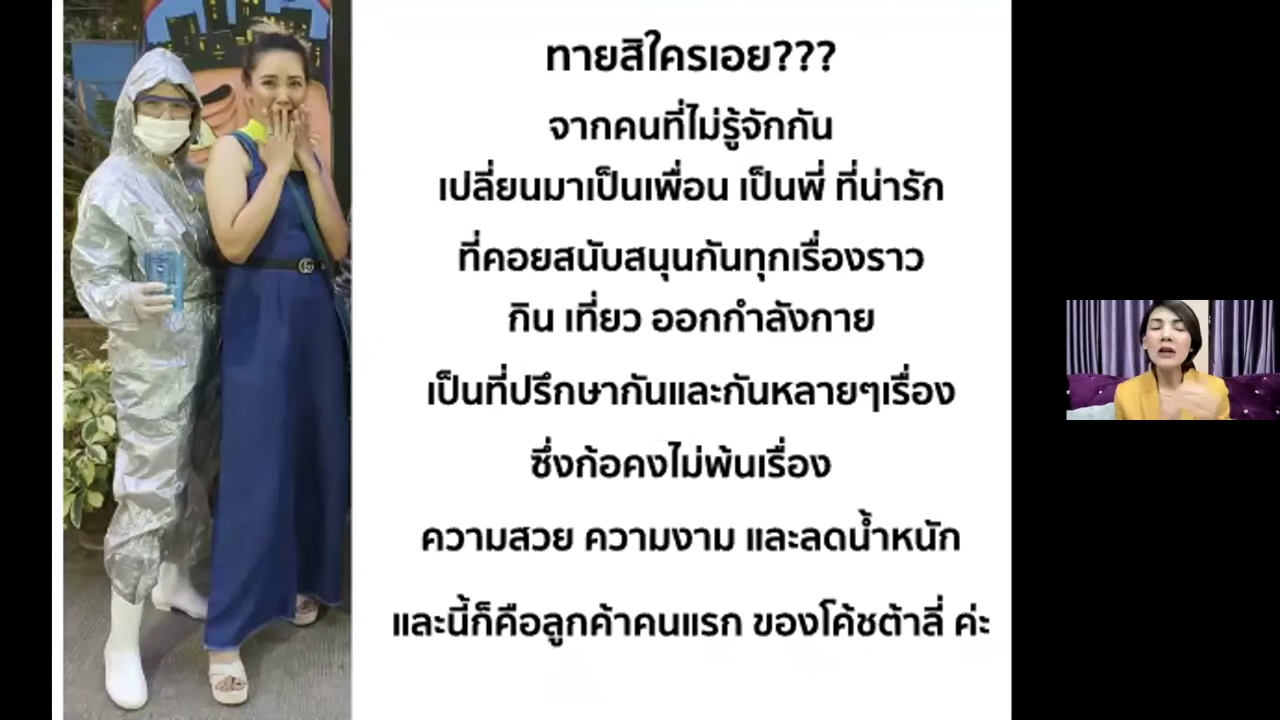 ทายสิใครเอย???
จากคนที่ไม่รู้จักกัน
เปลี่ยนมาเป็นเพื่อน เป็นพี่ ที่น่ารัก
ที่คอยสนับสนุนกันทุกเรื่องราว
กิน เที่ยว ออกกำลังกาย
เป็นที่ปรึกษากันและกันหลายๆเรื่อง
ซึ่งก้อคงไม่พ้นเรื่อง
ความสวย ความงาม และลดน้ำหนัก
และนี้ก็คือลูกค้าคนแรก ของโค้ชต้าลี่ ค่ะ